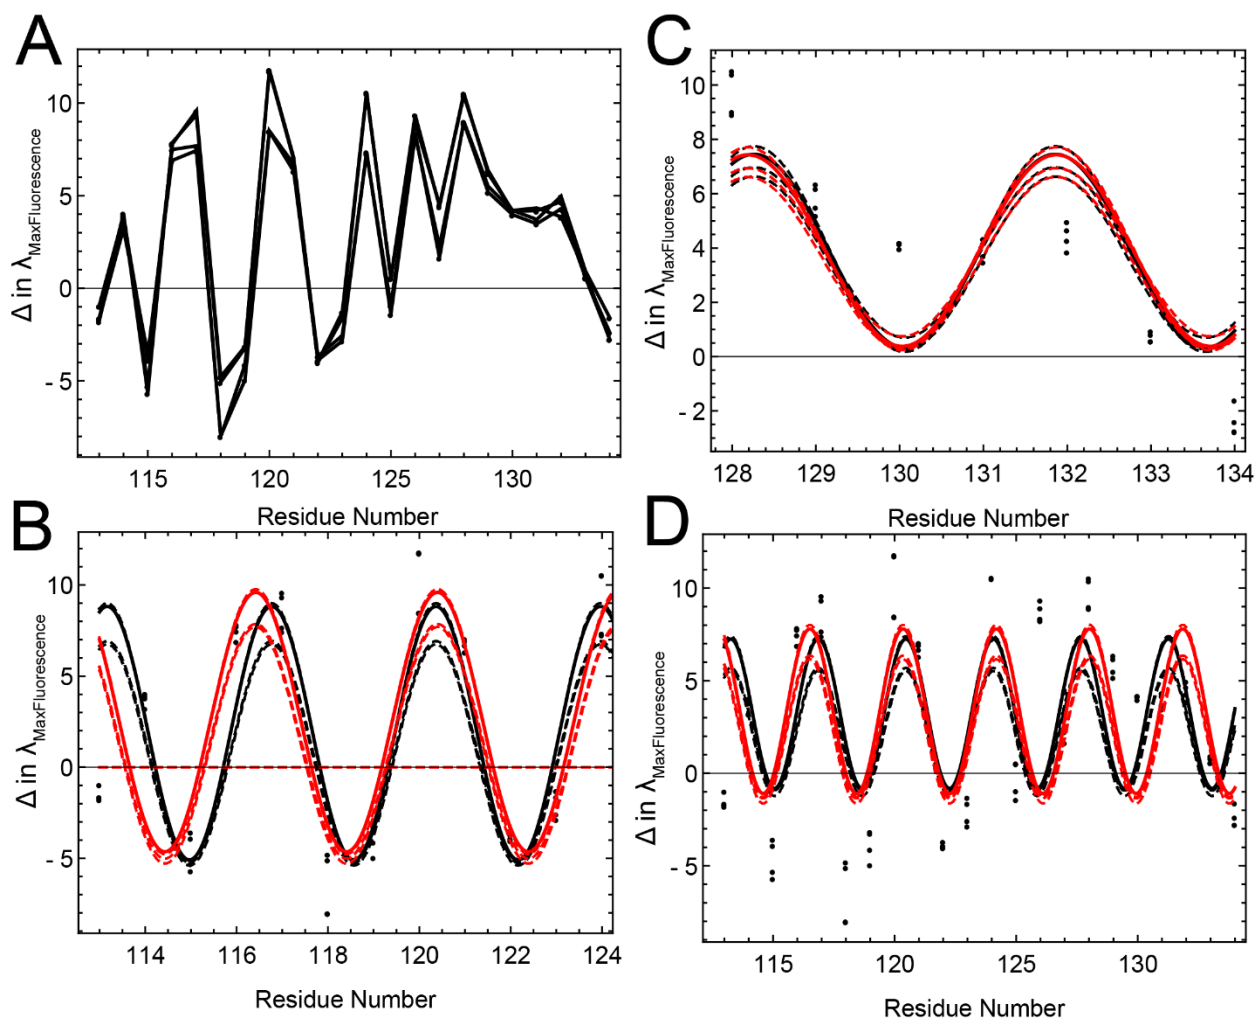 A
Δ in λMaxFluorescence
10
5
0
- 5
115 120 125 130
Residue Number
B
Δ in λMaxFluorescence
10
5
0
- 5
114 116 118 120 122 124
Residue Number
C
Δ in λMaxFluorescence
10
8
6
4
2
0
- 2
128 129 130 131 132 133 134
Residue Number
D
Δ in λMaxFluorescence
10
5
0
- 5
115 120 125 130
Residue Number